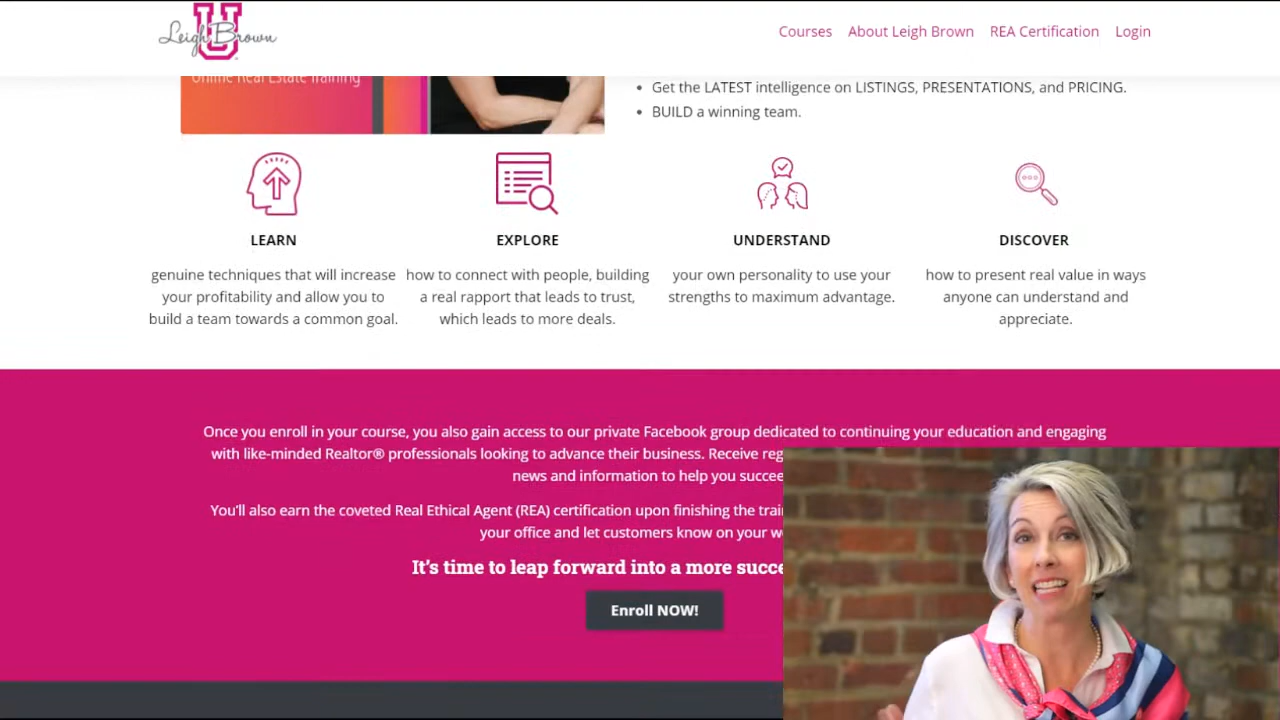 U
Leigh Brown
Courses
About Leigh Brown
REA Certification
Login
Online Real Estate Training
• Get the LATEST intelligence on LISTINGS, PRESENTATIONS, and PRICING.
• BUILD a winning team.
LEARN
genuine techniques that will increase
your profitability and allow you to
build a team towards a common goal.
EXPLORE
how to connect with people, building
a real rapport that leads to trust,
which leads to more deals.
UNDERSTAND
your own personality to use your
strengths to maximum advantage.
DISCOVER
how to present real value in ways
anyone can understand and
appreciate.
Once you enroll in your course, you also gain access to our private Facebook group dedicated to continuing your education and engaging
with like-minded Realtor® professionals looking to advance their business. Receive
news and information to help you
You'll also earn the coveted Real Ethical Agent (REA) certification upon finishing the
your office and let customers know on your
It's time to leap forward into a more
Enroll NOW!